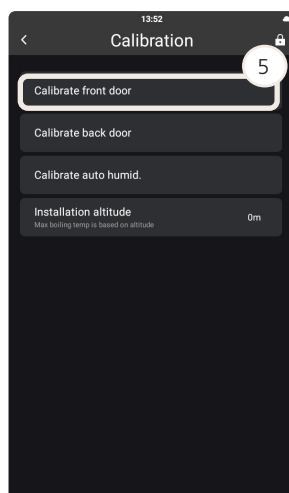 13:52
Calibration
5
Calibrate front door
Calibrate back door
Calibrate auto humid.
Installation altitude
0m
Max boiling temp is based on altitude